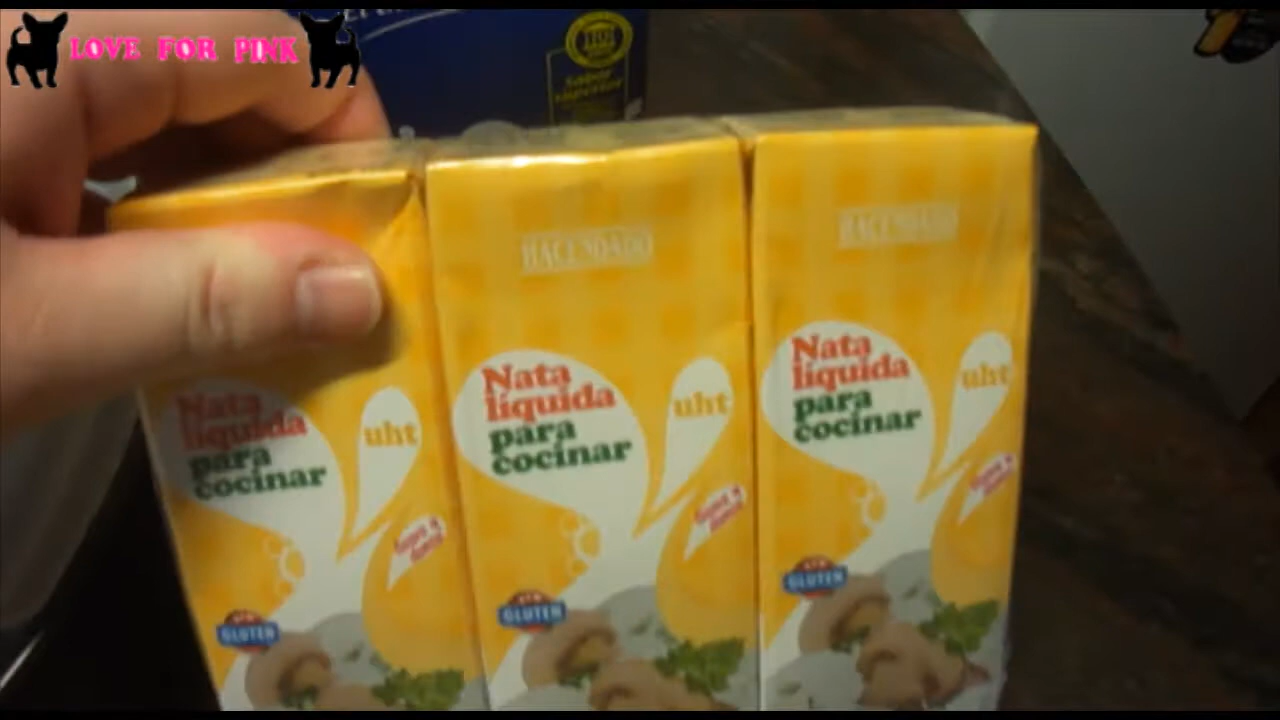 LOVE FOR PINK
sabor
HACENDADO
HACENDADO
Nata
líquida
para
cocinar
uht
GLUTEN
Nata
líquida
para
cocinar
uht
GLUTEN
Nata
líquida
para
cocinar
uht
GLUTEN